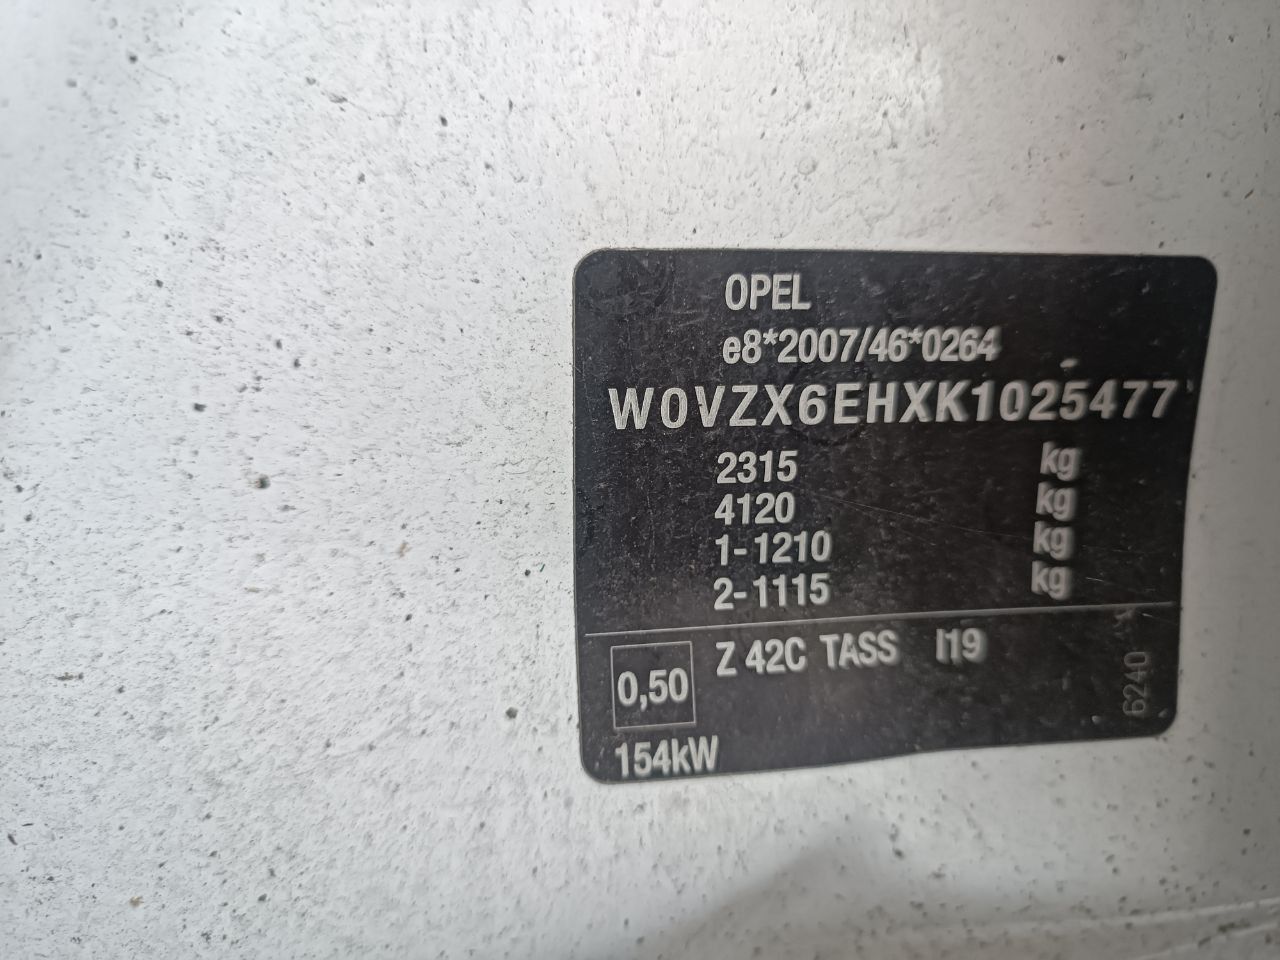 OPEL
e8*2007/46*0264
W0VZX6EHXK1025477
2315 kg
4120 kg
1-1210 kg
2-1115 kg
0,50 Z 42C TASS I19
6240
154kW